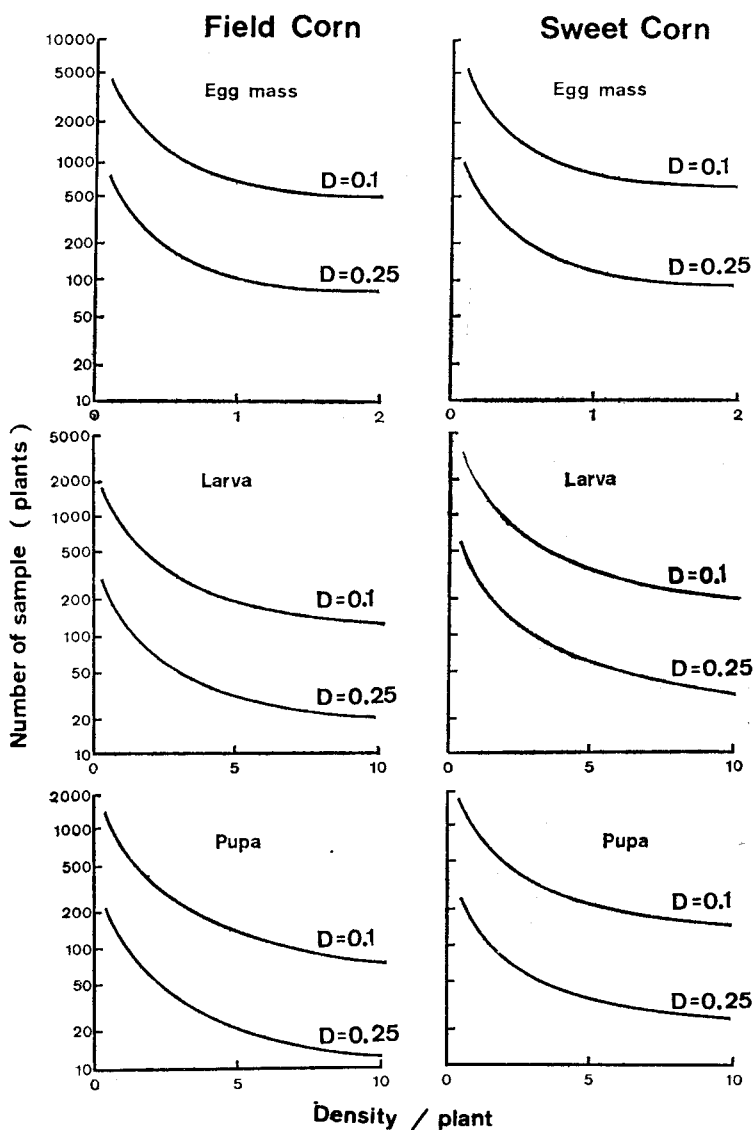 Field Corn
Sweet Corn
10000
5000
2000
1000
500
200
100
50
20
10
Egg mass
D=0.1
D=0.25
0
1
2
Egg mass
D=0.1
D=0.25
0
1
2
5000
2000
1000
500
200
100
50
20
10
Larva
D=0.1
D=0.25
0
5
10
Larva
D=0.1
D=0.25
0
5
10
2000
1000
500
200
100
50
20
10
Pupa
D=0.1
D=0.25
0
5
10
Pupa
D=0.1
D=0.25
0
5
10
Number of sample ( plants )
Density / plant